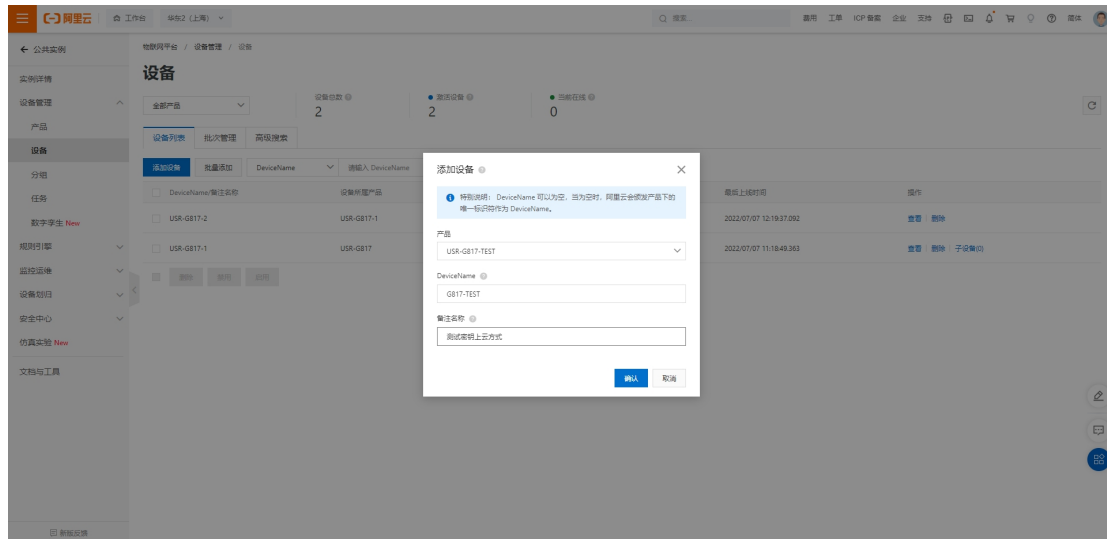 阿里云 工作台 华东2（上海） 搜索... 费用 工单 ICP 备案 企业 支持 简体
公共实例
实例详情
设备管理
产品
设备
分组
任务
数字孪生 New
规则引擎
监控运维
设备划归
安全中心
仿真实验 New
文档与工具
新版反馈
物联网平台 / 设备管理 / 设备
设备
全部产品
设备总数
2
激活设备
2
当前在线
0
设备列表 批次管理 高级搜索
添加设备 批量添加 DeviceName 请输入 DeviceName
DeviceName/备注名称 设备所属产品 最后上线时间 操作
USR-G817-2 USR-G817-1 2022/07/07 12:19:37.092 查看 删除
USR-G817-1 USR-G817 2022/07/07 11:18:49.363 查看 删除 子设备(0)
删除 禁用 启用
添加设备
特别说明： DeviceName 可以为空，当为空时，阿里云会颁发产品下的
唯一标识符作为 DeviceName。
产品
USR-G817-TEST
DeviceName
G817-TEST
备注名称
测试密钥上云方式
确认 取消